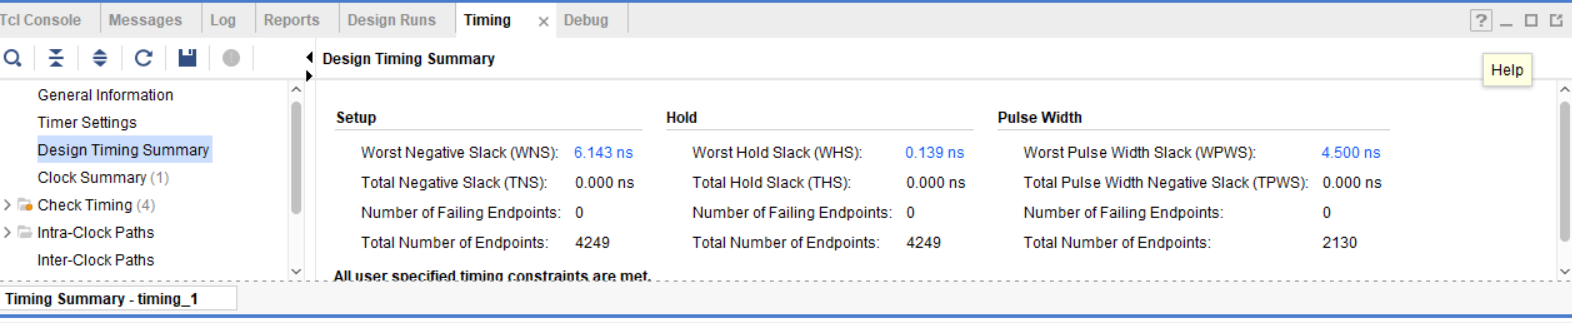 Tcl Console Messages Log Reports Design Runs Timing × Debug ?
Design Timing Summary
Help
General Information
Timer Settings
Design Timing Summary
Clock Summary (1)
Check Timing (4)
Intra-Clock Paths
Inter-Clock Paths
Setup Hold Pulse Width
Worst Negative Slack (WNS): 6.143 ns Worst Hold Slack (WHS): 0.139 ns Worst Pulse Width Slack (WPWS): 4.500 ns
Total Negative Slack (TNS): 0.000 ns Total Hold Slack (THS): 0.000 ns Total Pulse Width Negative Slack (TPWS): 0.000 ns
Number of Failing Endpoints: 0 Number of Failing Endpoints: 0 Number of Failing Endpoints: 0
Total Number of Endpoints: 4249 Total Number of Endpoints: 4249 Total Number of Endpoints: 2130
All user specified timing constraints are met.
Timing Summary - timing_1